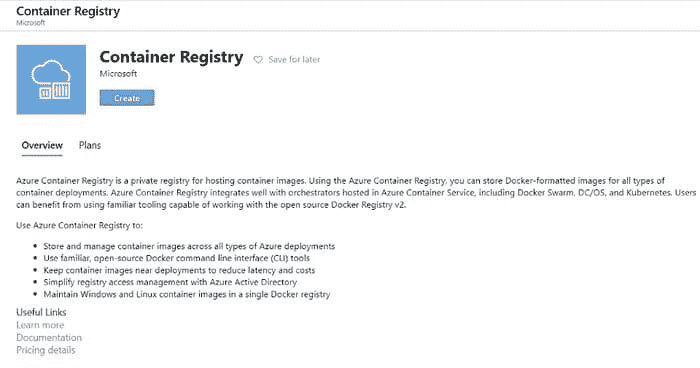 Container Registry
Microsoft
Container Registry
Save for later
Microsoft
Create
Overview Plans
Azure Container Registry is a private registry for hosting container images. Using the Azure Container Registry, you can store Docker-formatted images for all types of
container deployments. Azure Container Registry integrates well with orchestrators hosted in Azure Container Service, including Docker Swarm, DC/OS, and Kubernetes. Users
can benefit from using familiar tooling capable of working with the open source Docker Registry v2.
Use Azure Container Registry to:
• Store and manage container images across all types of Azure deployments
• Use familiar, open-source Docker command line interface (CLI) tools
• Keep container images near deployments to reduce latency and costs
• Simplify registry access management with Azure Active Directory
• Maintain Windows and Linux container images in a single Docker registry
Useful Links
Learn more
Documentation
Pricing details